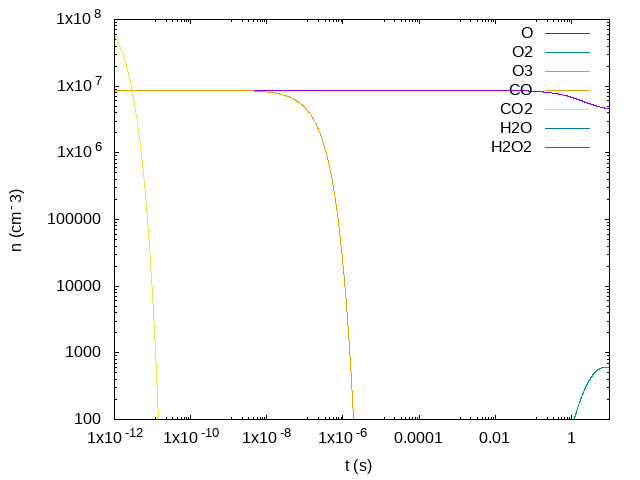 1x10^8
1x10^7
1x10^6
100000
10000
1000
100
n (cm^-3)
O
O2
O3
CO
CO2
H2O
H2O2
1x10^-12 1x10^-10 1x10^-8 1x10^-6 0.0001 0.01 1
t (s)